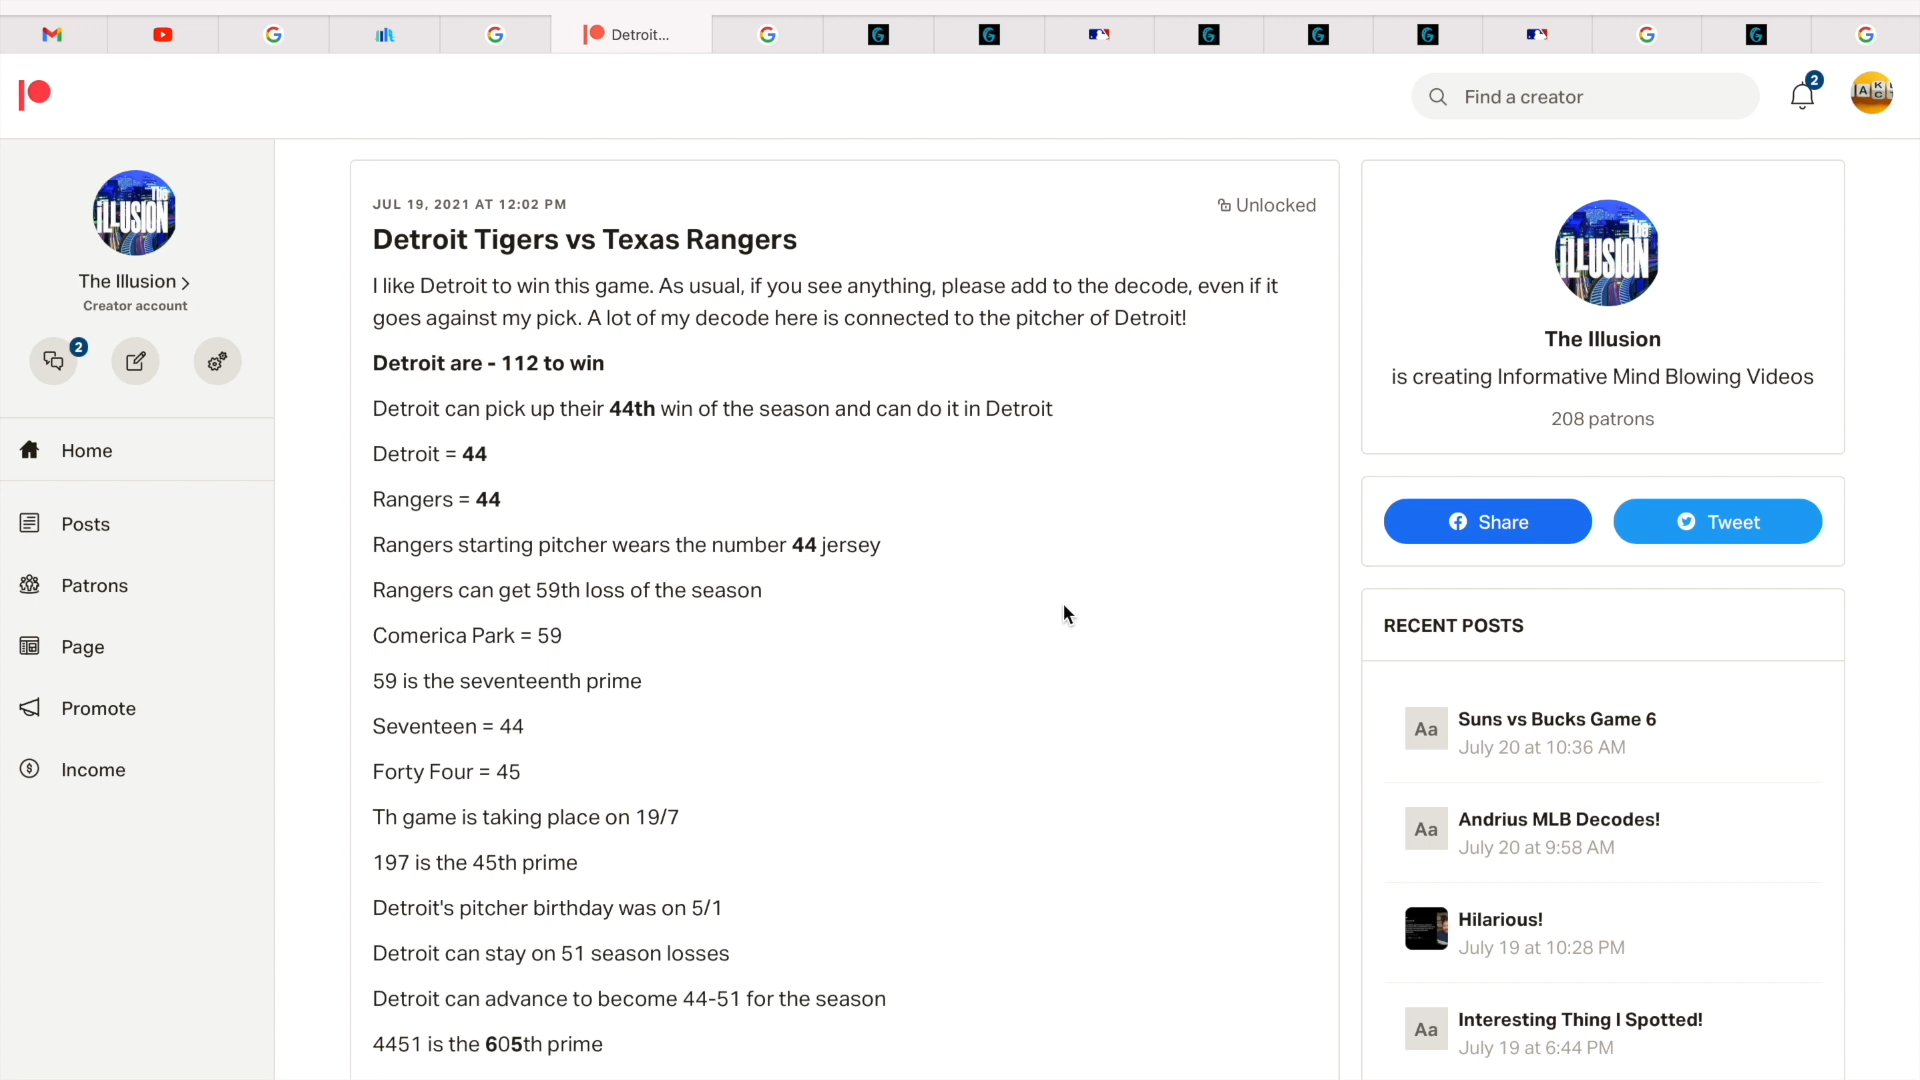 Detroit...
Find a creator
2
JUL 19, 2021 AT 12:02 PM
Unlocked
Detroit Tigers vs Texas Rangers
I like Detroit to win this game. As usual, if you see anything, please add to the decode, even if it
goes against my pick. A lot of my decode here is connected to the pitcher of Detroit!
Detroit are - 112 to win
Detroit can pick up their 44th win of the season and can do it in Detroit
Detroit = 44
Rangers = 44
Rangers starting pitcher wears the number 44 jersey
Rangers can get 59th loss of the season
Comerica Park = 59
59 is the seventeenth prime
Seventeen = 44
Forty Four = 45
Th game is taking place on 19/7
197 is the 45th prime
Detroit's pitcher birthday was on 5/1
Detroit can stay on 51 season losses
Detroit can advance to become 44-51 for the season
4451 is the 605th prime
The
ILLUSION
The Illusion
Creator account
2
Home
Posts
Patrons
Page
Promote
Income
The
ILLUSION
The Illusion
is creating Informative Mind Blowing Videos
208 patrons
Share
Tweet
RECENT POSTS
Aa
Suns vs Bucks Game 6
July 20 at 10:36 AM
Aa
Andrius MLB Decodes!
July 20 at 9:58 AM
Hilarious!
July 19 at 10:28 PM
Aa
Interesting Thing I Spotted!
July 19 at 6:44 PM